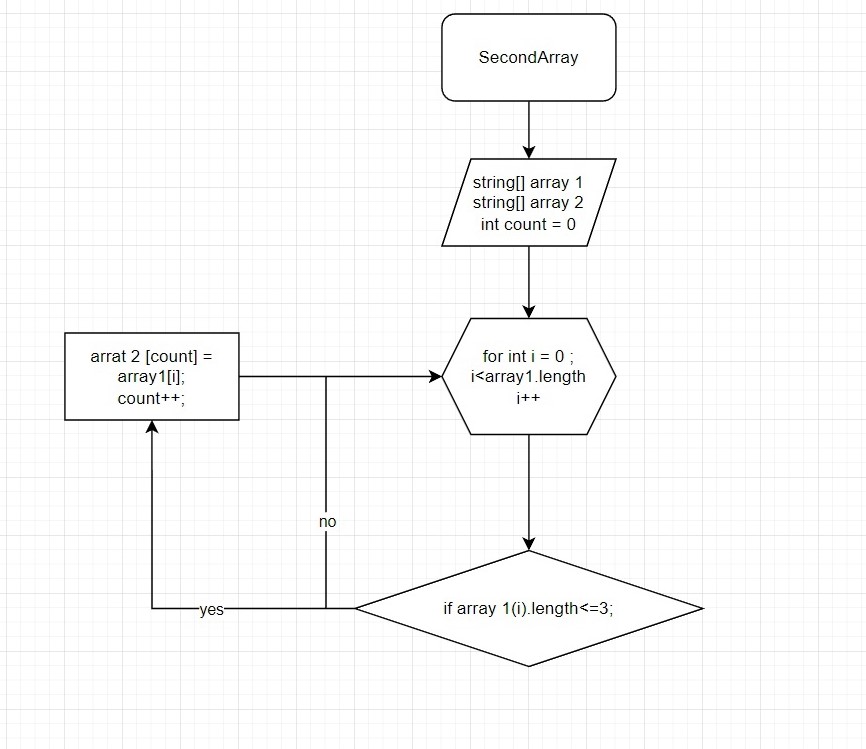 SecondArray
string[] array 1
string[] array 2
int count = 0
for int i = 0 ;
i<array1.length
i++
arrat 2 [count] =
array1[i];
count++;
no
yes
if array 1(i).length<=3;